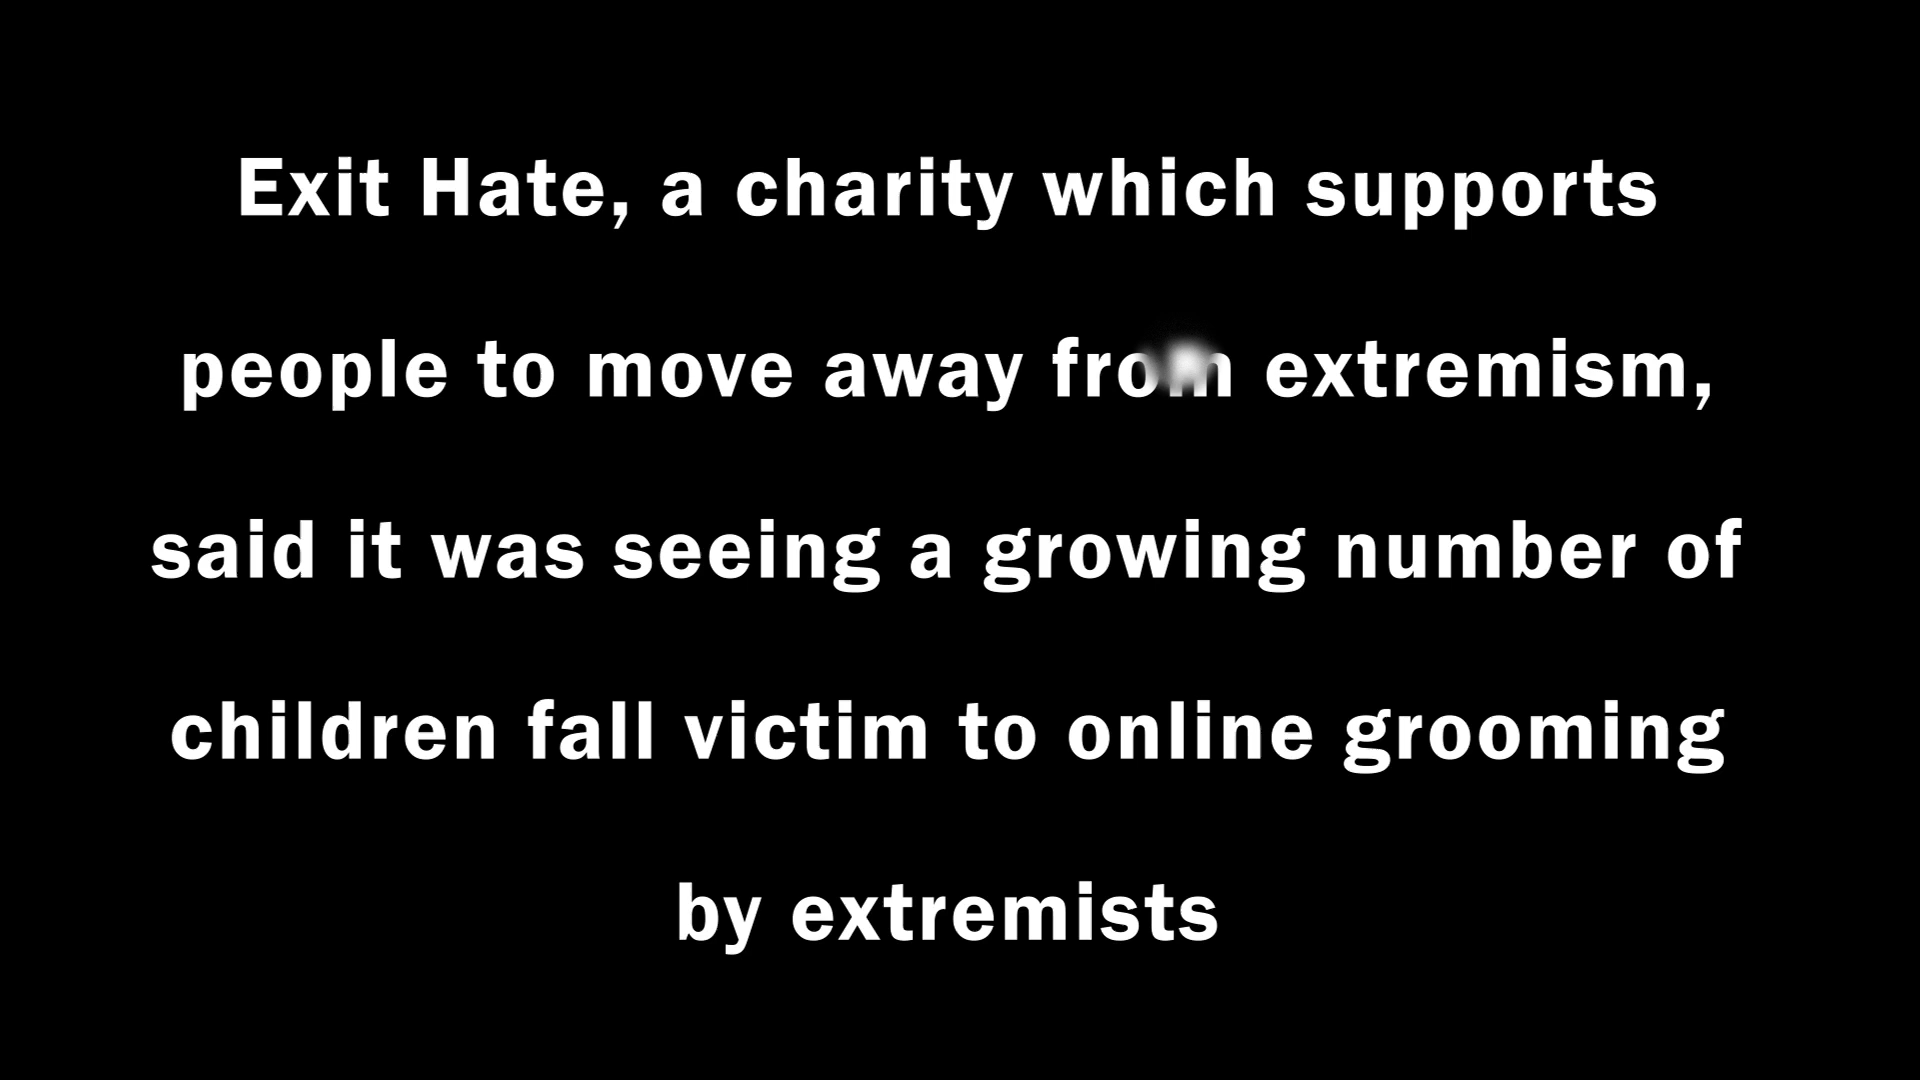 Exit Hate, a charity which supports
people to move away from extremism,
said it was seeing a growing number of
children fall victim to online grooming
by extremists